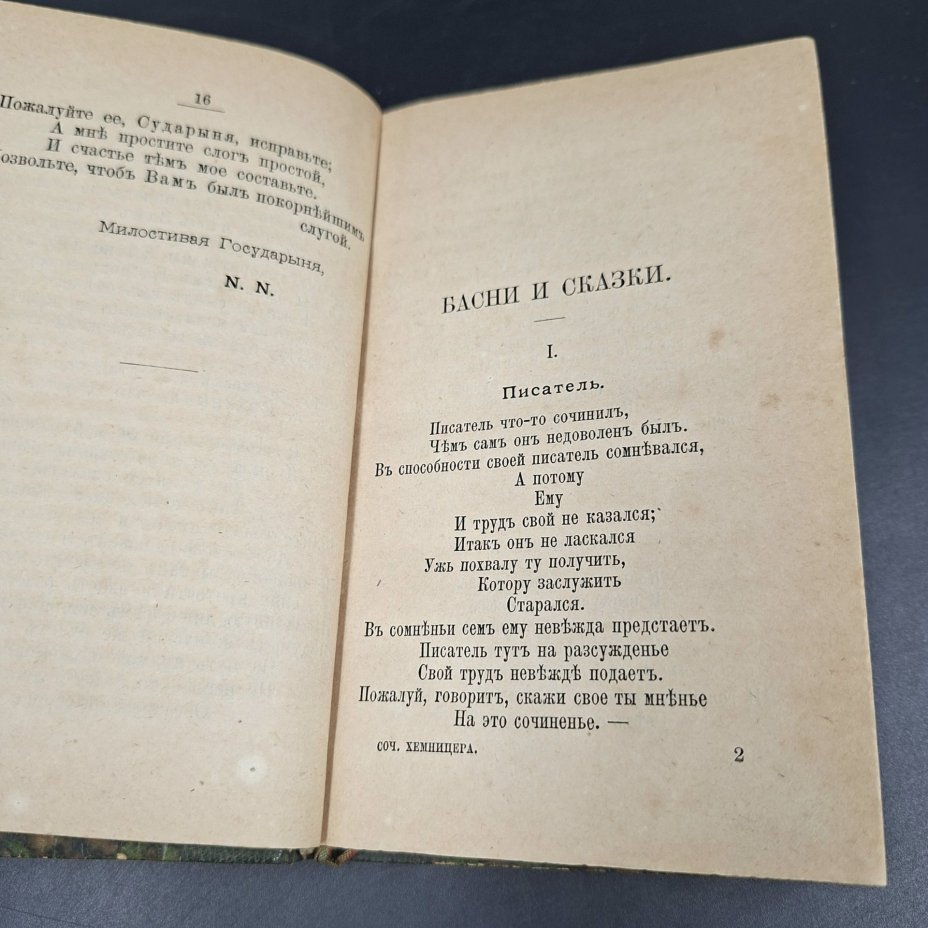 16
Пожалуйте ее, Сударыня, исправьте;
А мнѣ простите слогъ простой,
И счастье тѣмъ мое составьте.
Позвольте, чтобъ Вамъ былъ покорнѣйшимъ
слугой.
Милостивая Государыня,
N. N.
БАСНИ И СКАЗКИ.
I.
Писатель.
Писатель что-то сочинилъ,
Чѣмъ самъ онъ недоволенъ былъ.
Въ способности своей писатель сомнѣвался,
А потому
Ему
И трудъ свой не казался;
Итакъ онъ не ласкался
Ужь похвалу ту получить,
Котору заслужить
Старался.
Въ сомнѣньи семъ ему невѣжда предстаетъ.
Писатель тутъ на разсужденье
Свой трудъ невѣждѣ подаетъ.
Пожалуй, говоритъ, скажи свое ты мнѣнье
На это сочиненье. —
СОЧ. ХЕМНИЦЕРА.
2